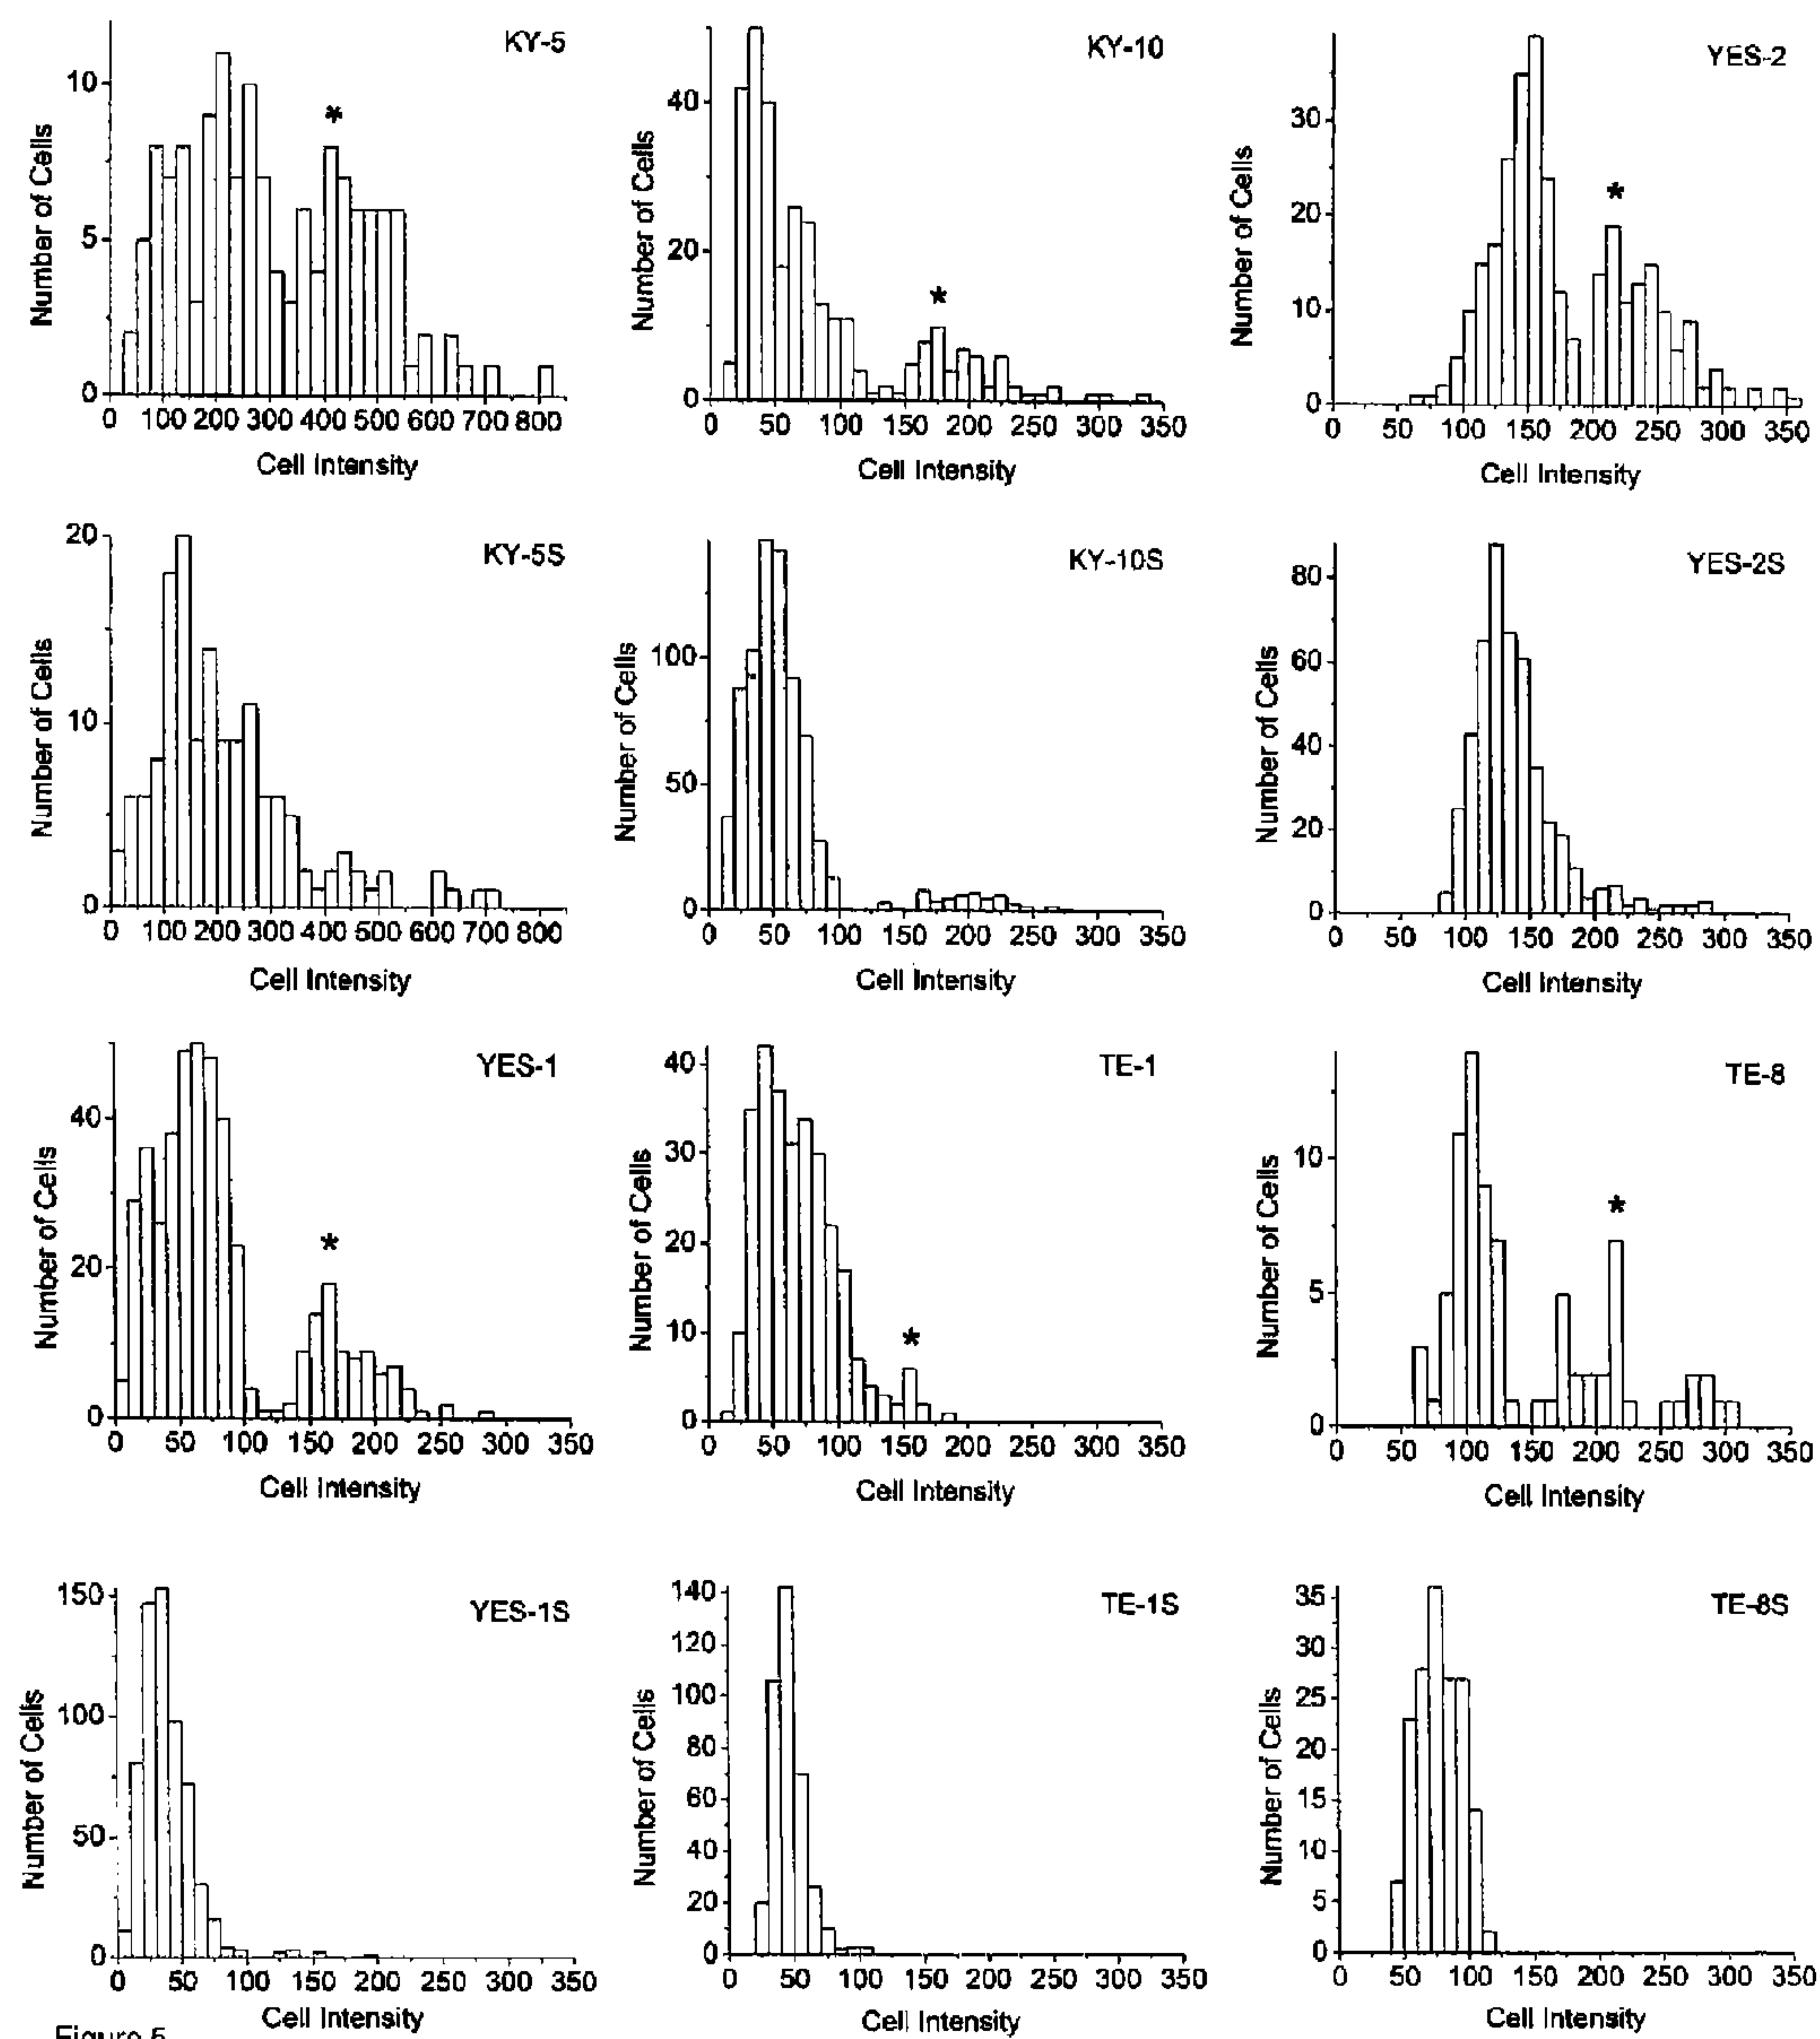 KY-5
10
5
0
Number of Cells
*
0 100 200 300 400 500 600 700 800
Cell Intensity
KY-10
40
20
0
Number of Cells
*
0 50 100 150 200 250 300 350
Cell Intensity
YES-2
30
20
10
0
Number of Cells
*
0 50 100 150 200 250 300 350
Cell Intensity
KY-5S
20
10
0
Number of Cells
0 100 200 300 400 500 600 700 800
Cell Intensity
KY-10S
100
50
0
Number of Cells
0 50 100 150 200 250 300 350
Cell Intensity
YES-2S
80
60
40
20
0
Number of Cells
0 50 100 150 200 250 300 350
Cell Intensity
YES-1
40
20
0
Number of Cells
*
0 50 100 150 200 250 300 350
Cell Intensity
TE-1
40
30
20
10
0
Number of Cells
*
0 50 100 150 200 250 300 350
Cell Intensity
TE-8
10
5
0
Number of Cells
*
0 50 100 150 200 250 300 350
Cell Intensity
YES-1S
150
100
50
0
Number of Cells
0 50 100 150 200 250 300 350
Cell Intensity
TE-1S
140
120
100
80
60
40
20
0
Number of Cells
0 50 100 150 200 250 300 350
Cell Intensity
TE-8S
35
30
25
20
15
10
5
0
Number of Cells
0 50 100 150 200 250 300 350
Cell Intensity
Figure 5